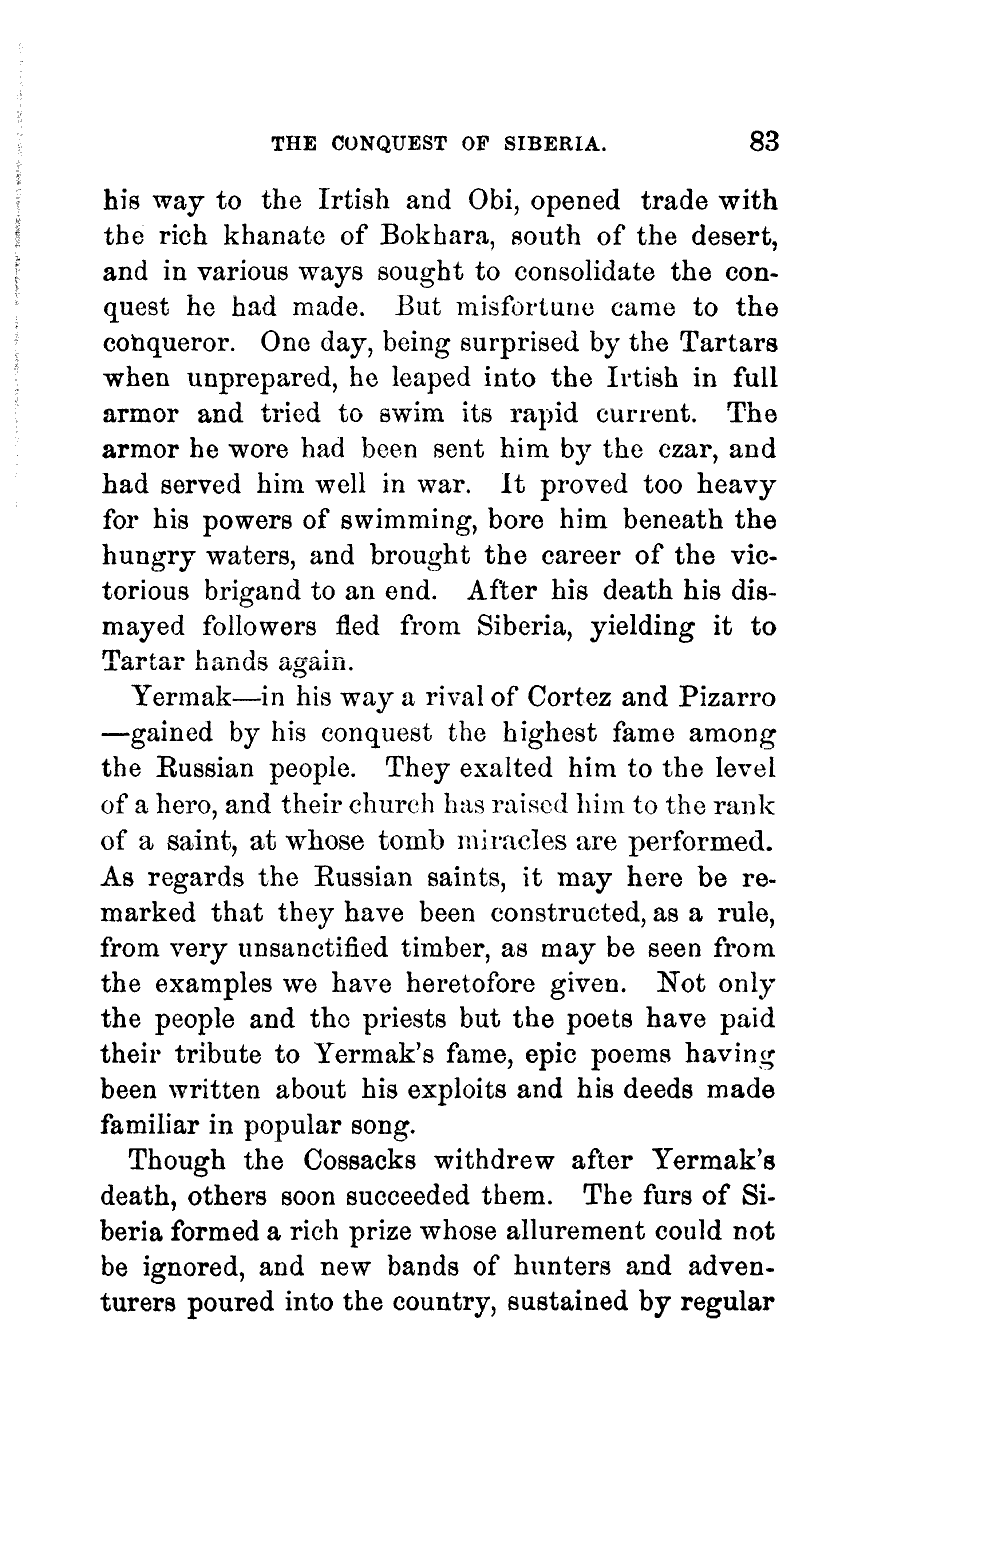 THE CONQUEST OF SIBERIA. 83
his way to the Irtish and Obi, opened trade with
the rich khanate of Bokhara, south of the desert,
and in various ways sought to consolidate the con-
quest he had made. But misfortune came to the
conqueror. One day, being surprised by the Tartars
when unprepared, he leaped into the Irtish in full
armor and tried to swim its rapid current. The
armor he wore had been sent him by the czar, and
had served him well in war. It proved too heavy
for his powers of swimming, bore him beneath the
hungry waters, and brought the career of the vic-
torious brigand to an end. After his death his dis-
mayed followers fled from Siberia, yielding it to
Tartar hands again.
Yermak—in his way a rival of Cortez and Pizarro
—gained by his conquest the highest fame among
the Russian people. They exalted him to the level
of a hero, and their church has raised him to the rank
of a saint, at whose tomb miracles are performed.
As regards the Russian saints, it may here be re-
marked that they have been constructed, as a rule,
from very unsanctified timber, as may be seen from
the examples we have heretofore given. Not only
the people and the priests but the poets have paid
their tribute to Yermak's fame, epic poems having
been written about his exploits and his deeds made
familiar in popular song.
Though the Cossacks withdrew after Yermak's
death, others soon succeeded them. The furs of Si-
beria formed a rich prize whose allurement could not
be ignored, and new bands of hunters and adven-
turers poured into the country, sustained by regular